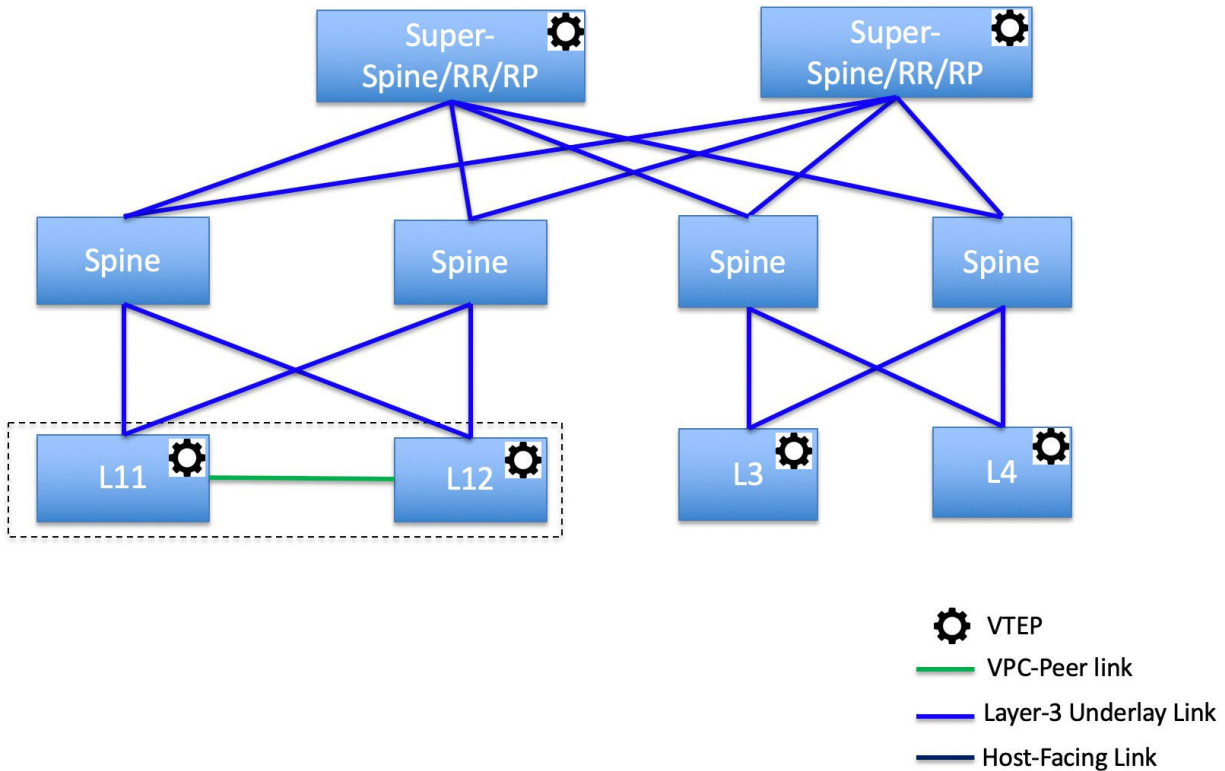 Super-
Spine/RR/RP
Super-
Spine/RR/RP
Spine
Spine
Spine
Spine
L11
L12
L3
L4
VTEP
VPC-Peer link
Layer-3 Underlay Link
Host-Facing Link